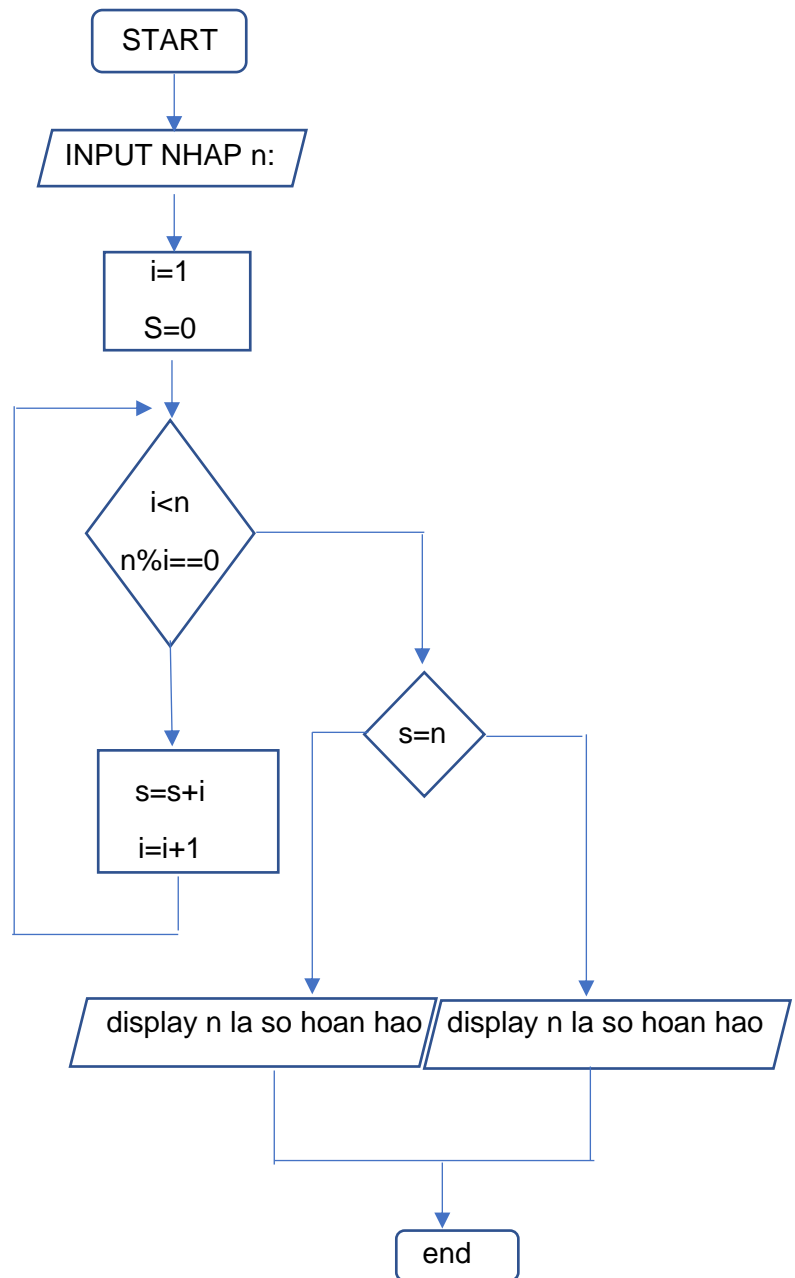 START
INPUT NHAP n:
i=1
S=0
i<n
n%i==0
s=n
s=s+i
i=i+1
display n la so hoan hao
display n la so hoan hao
end